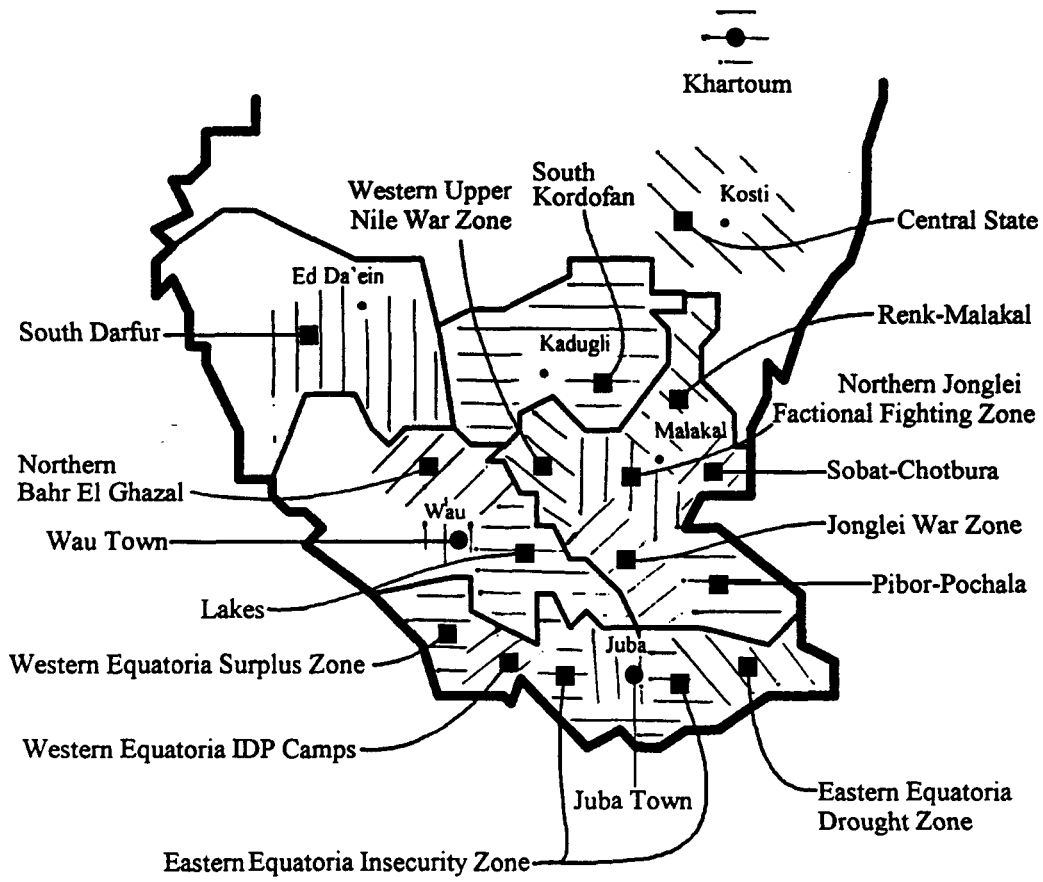 Khartoum
South
Kordofan
Western Upper
Nile War Zone
Kosti
Central State
Ed Da'ein
South Darfur
Renk-Malakal
Kadugli
Northern Jonglei
Factional Fighting Zone
Malakal
Northern
Bahr El Ghazal
Sobat-Chotbura
Wau
Wau Town
Jonglei War Zone
Lakes
Pibor-Pochala
Western Equatoria Surplus Zone
Juba
Western Equatoria IDP Camps
Juba Town
Eastern Equatoria
Drought Zone
Eastern Equatoria Insecurity Zone